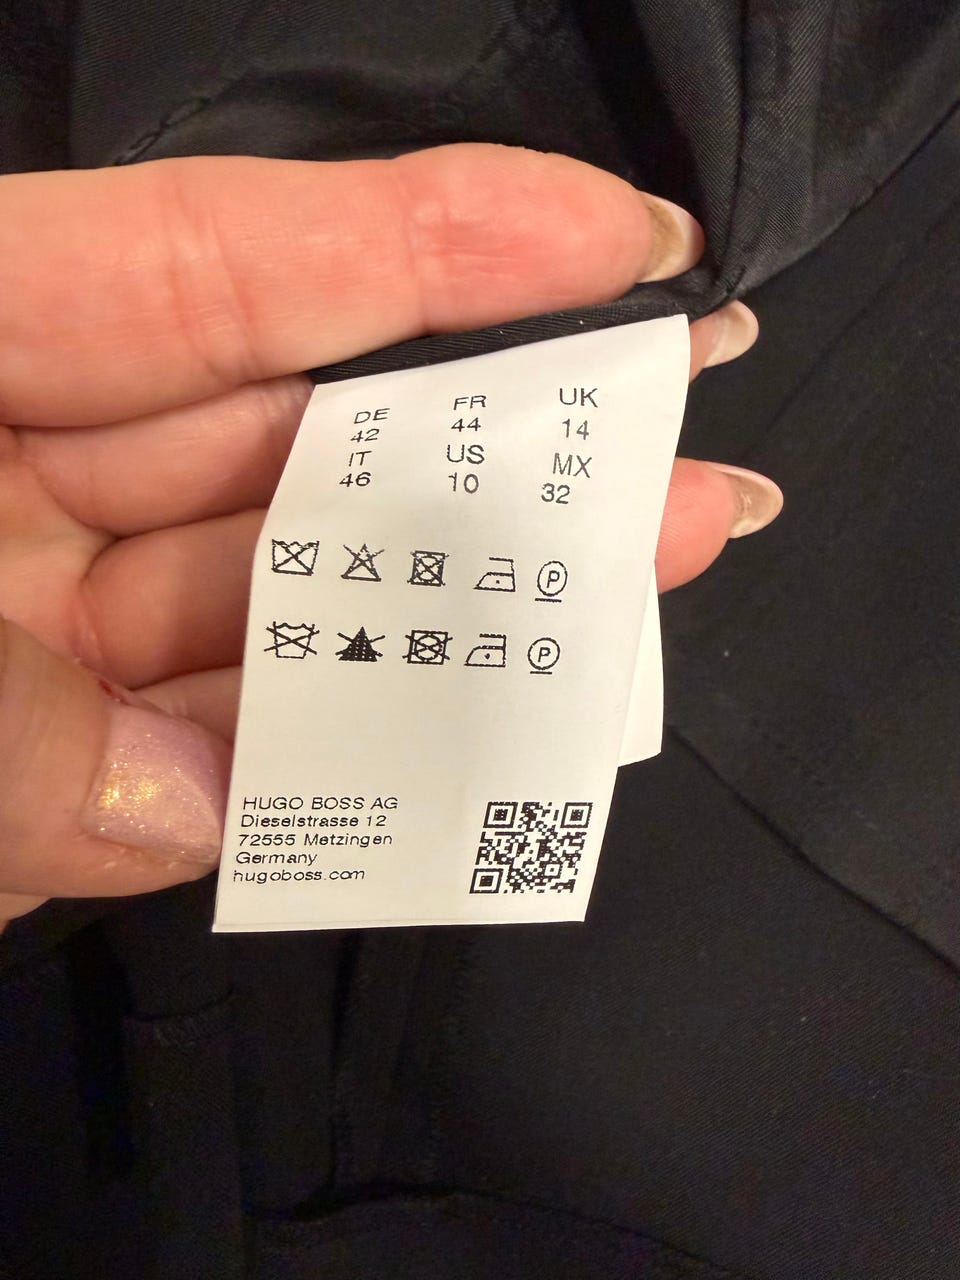 DE FR UK
42 44 14
IT US MX
46 10 32
P
P
HUGO BOSS AG
Dieselstrasse 12
72555 Metzingen
Germany
hugoboss.com